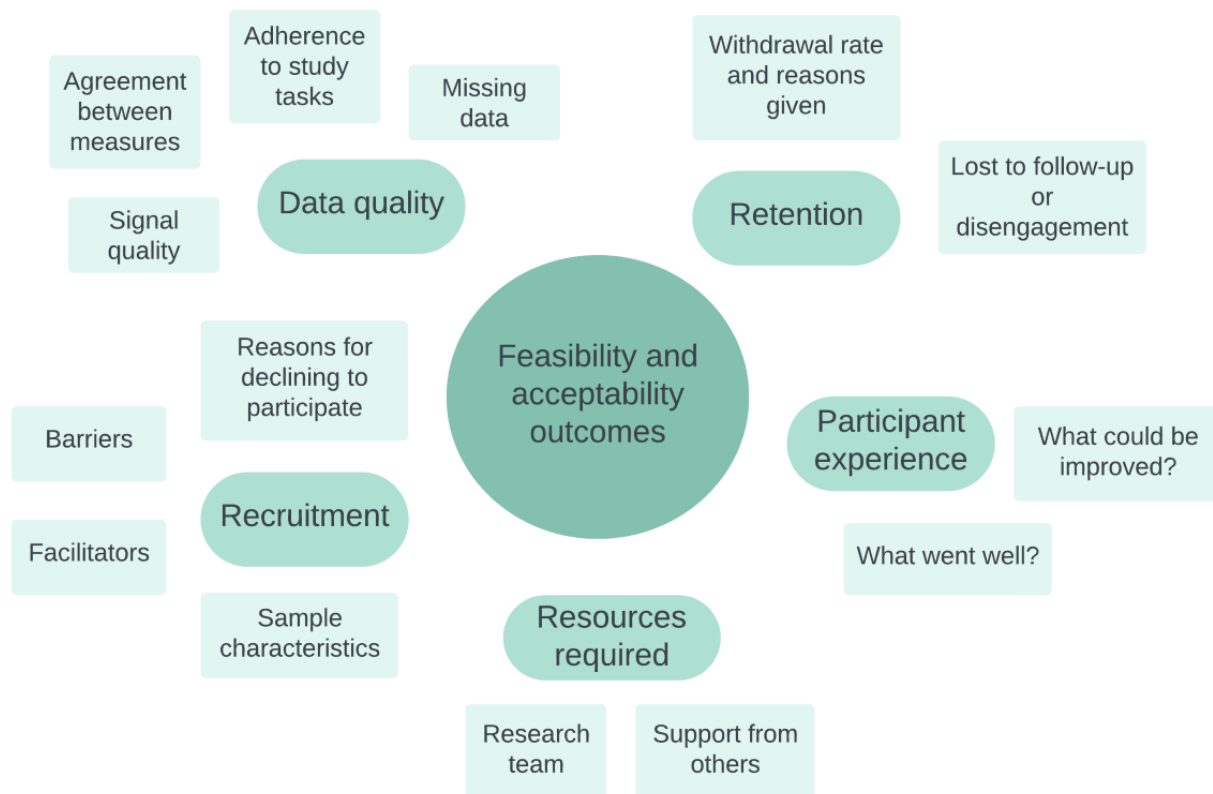 Adherence
to study
tasks
Agreement
between
measures
Missing
data
Signal
quality
Data quality
Withdrawal rate
and reasons
given
Lost to follow-up
or
disengagement
Retention
Feasibility and
acceptability
outcomes
Reasons for
declining to
participate
Barriers
Facilitators
Recruitment
Sample
characteristics
Participant
experience
What could be
improved?
What went well?
Resources
required
Research
team
Support from
others